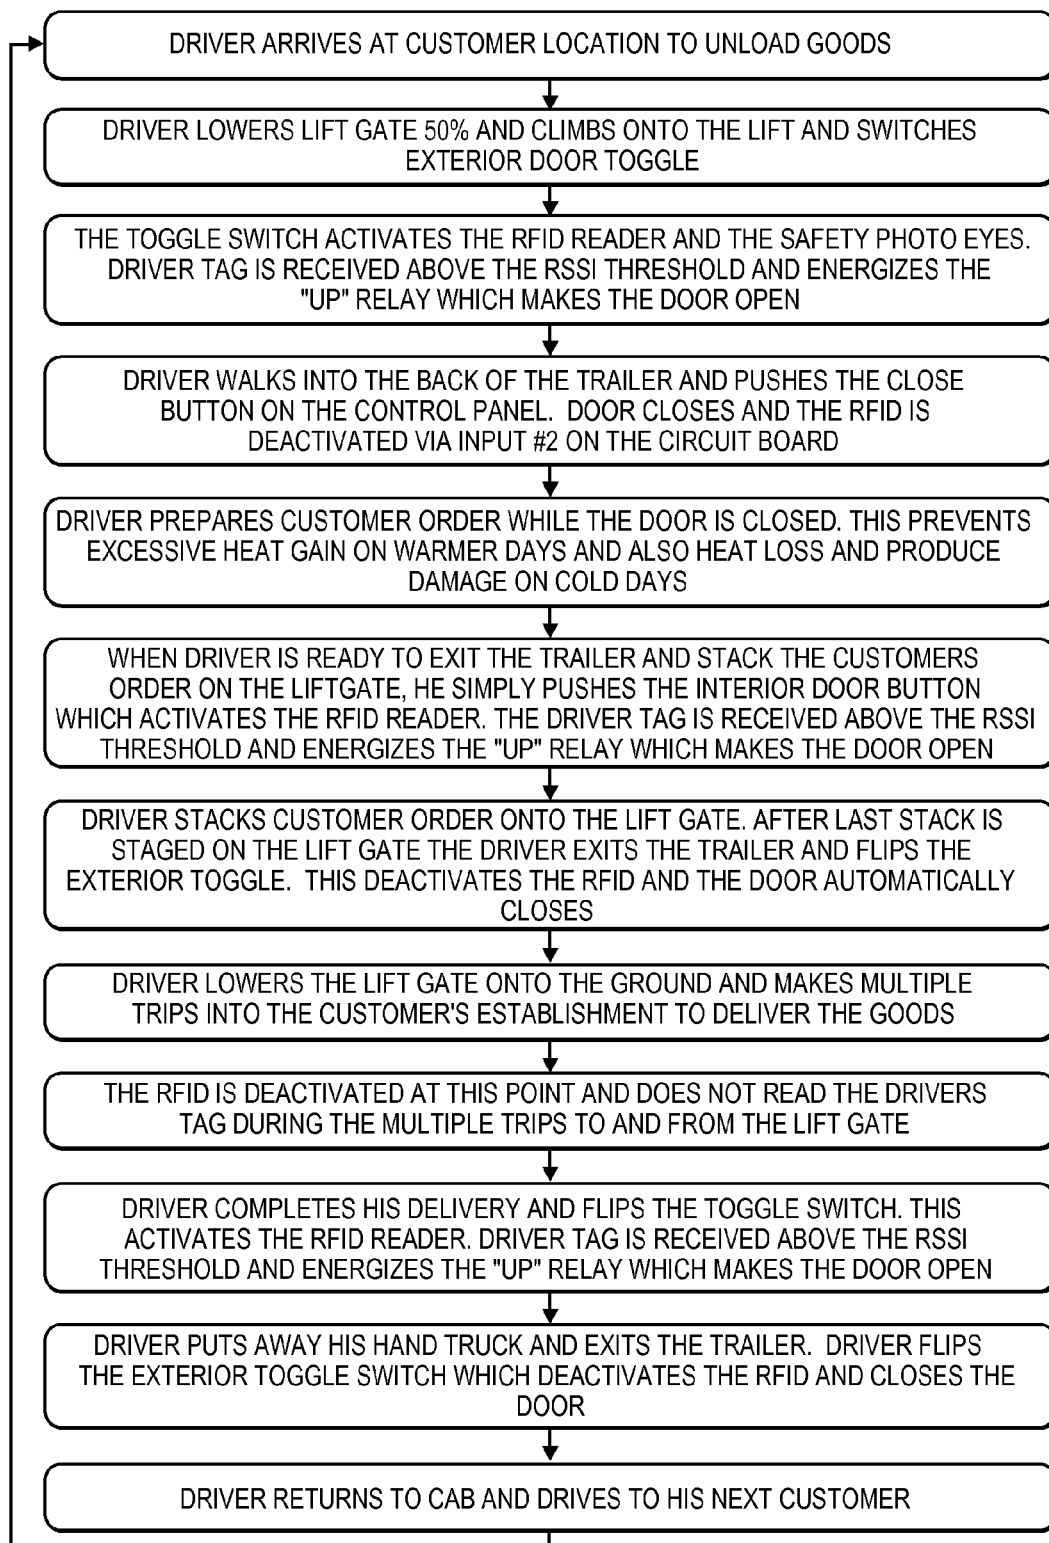 DRIVER ARRIVES AT CUSTOMER LOCATION TO UNLOAD GOODS
DRIVER LOWERS LIFT GATE 50% AND CLIMBS ONTO THE LIFT AND SWITCHES
EXTERIOR DOOR TOGGLE
THE TOGGLE SWITCH ACTIVATES THE RFID READER AND THE SAFETY PHOTO EYES.
DRIVER TAG IS RECEIVED ABOVE THE RSSI THRESHOLD AND ENERGIZES THE
"UP" RELAY WHICH MAKES THE DOOR OPEN
DRIVER WALKS INTO THE BACK OF THE TRAILER AND PUSHES THE CLOSE
BUTTON ON THE CONTROL PANEL. DOOR CLOSES AND THE RFID IS
DEACTIVATED VIA INPUT #2 ON THE CIRCUIT BOARD
DRIVER PREPARES CUSTOMER ORDER WHILE THE DOOR IS CLOSED. THIS PREVENTS
EXCESSIVE HEAT GAIN ON WARMER DAYS AND ALSO HEAT LOSS AND PRODUCE
DAMAGE ON COLD DAYS
WHEN DRIVER IS READY TO EXIT THE TRAILER AND STACK THE CUSTOMERS
ORDER ON THE LIFTGATE, HE SIMPLY PUSHES THE INTERIOR DOOR BUTTON
WHICH ACTIVATES THE RFID READER. THE DRIVER TAG IS RECEIVED ABOVE THE RSSI
THRESHOLD AND ENERGIZES THE "UP" RELAY WHICH MAKES THE DOOR OPEN
DRIVER STACKS CUSTOMER ORDER ONTO THE LIFT GATE. AFTER LAST STACK IS
STAGED ON THE LIFT GATE THE DRIVER EXITS THE TRAILER AND FLIPS THE
EXTERIOR TOGGLE. THIS DEACTIVATES THE RFID AND THE DOOR AUTOMATICALLY
CLOSES
DRIVER LOWERS THE LIFT GATE ONTO THE GROUND AND MAKES MULTIPLE
TRIPS INTO THE CUSTOMER'S ESTABLISHMENT TO DELIVER THE GOODS
THE RFID IS DEACTIVATED AT THIS POINT AND DOES NOT READ THE DRIVERS
TAG DURING THE MULTIPLE TRIPS TO AND FROM THE LIFT GATE
DRIVER COMPLETES HIS DELIVERY AND FLIPS THE TOGGLE SWITCH. THIS
ACTIVATES THE RFID READER. DRIVER TAG IS RECEIVED ABOVE THE RSSI
THRESHOLD AND ENERGIZES THE "UP" RELAY WHICH MAKES THE DOOR OPEN
DRIVER PUTS AWAY HIS HAND TRUCK AND EXITS THE TRAILER. DRIVER FLIPS
THE EXTERIOR TOGGLE SWITCH WHICH DEACTIVATES THE RFID AND CLOSES THE
DOOR
DRIVER RETURNS TO CAB AND DRIVES TO HIS NEXT CUSTOMER